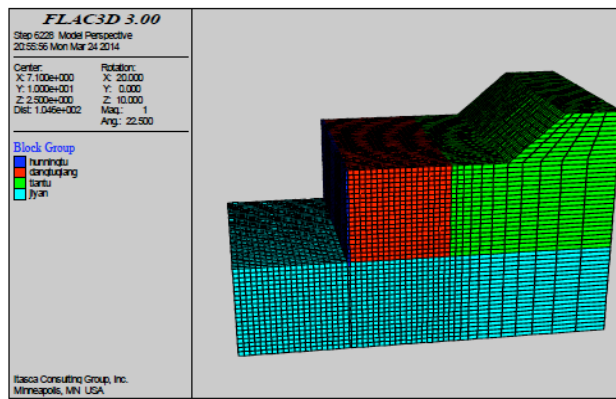 FLAC3D 3.00
Step 6228 Model Perspective
20:55:56 Mon Mar 24 2014
Center:
X: 7.100e+000
Y: 1.000e+001
Z: 2.500e+000
Dist: 1.046e+002
Rotation:
X: 20.000
Y: 0.000
Z: 10.000
Mag.: 1
Ang.: 22.500
Block Group
hunningtu
dangtuqiang
tiantu
jiyan
Itasca Consulting Group, Inc.
Minneapolis, MN USA